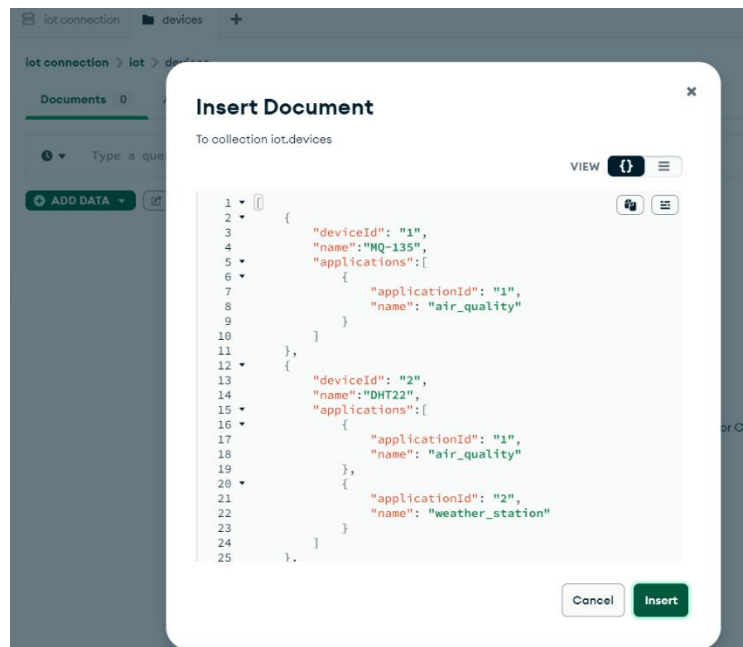 iot connection devices +
iot connection > iot > devices
Documents 0
Insert Document
To collection iot.devices
VIEW {}
Type a que
ADD DATA
1 [
2 {
3 "deviceId": "1",
4 "name":"MQ-135",
5 "applications":[
6 {
7 "applicationId": "1",
8 "name": "air_quality"
9 }
10 ]
11 },
12 {
13 "deviceId": "2",
14 "name":"DHT22",
15 "applications":[
16 {
17 "applicationId": "1",
18 "name": "air_quality"
19 },
20 {
21 "applicationId": "2",
22 "name": "weather_station"
23 }
24 ]
25 },
or C
Cancel Insert